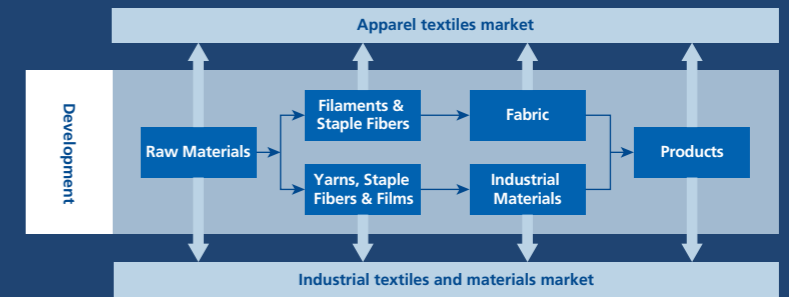 Apparel textiles market
Development
Raw Materials
Filaments &
Staple Fibers
Fabric
Yarns, Staple
Fibers & Films
Industrial
Materials
Products
Industrial textiles and materials market